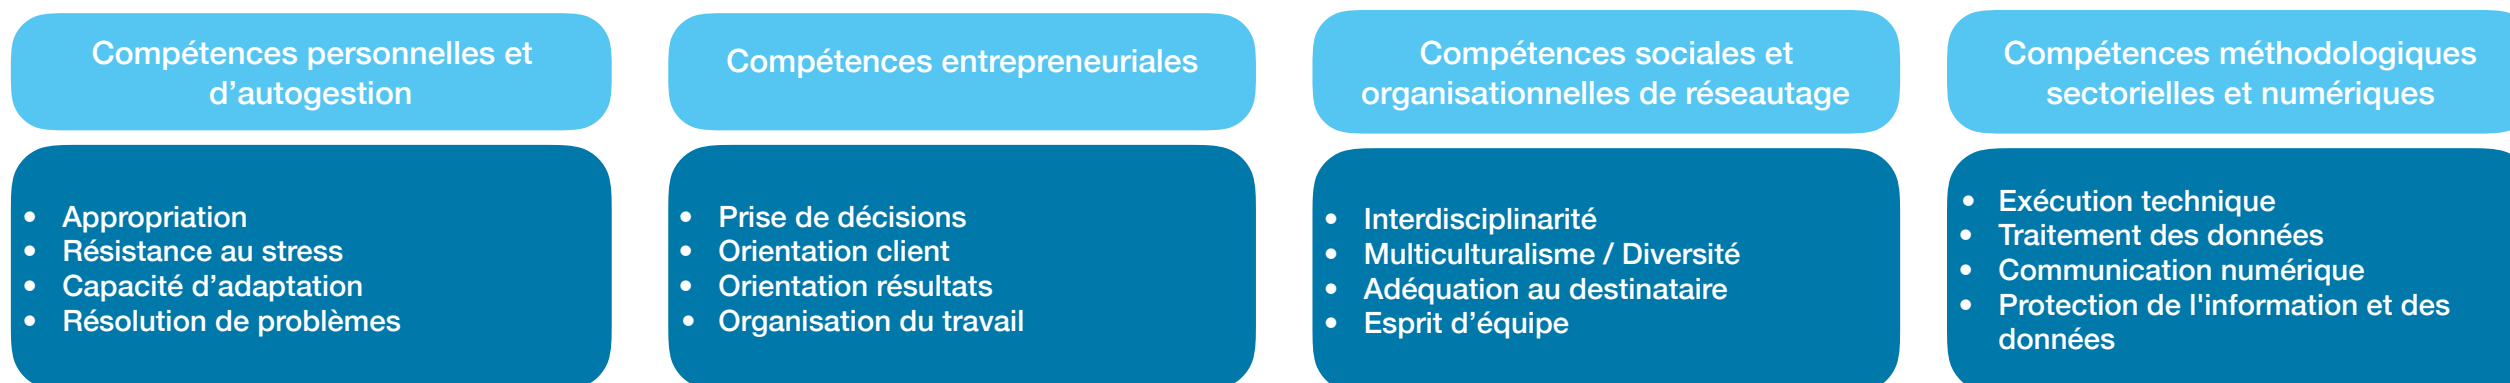 Compétences personnelles et
d’autogestion
• Appropriation
• Résistance au stress
• Capacité d’adaptation
• Résolution de problèmes
Compétences entrepreneuriales
• Prise de décisions
• Orientation client
• Orientation résultats
• Organisation du travail
Compétences sociales et
organisationnelles de réseautage
• Interdisciplinarité
• Multiculturalisme / Diversité
• Adéquation au destinataire
• Esprit d’équipe
Compétences méthodologiques
sectorielles et numériques
• Exécution technique
• Traitement des données
• Communication numérique
• Protection de l'information et des
données